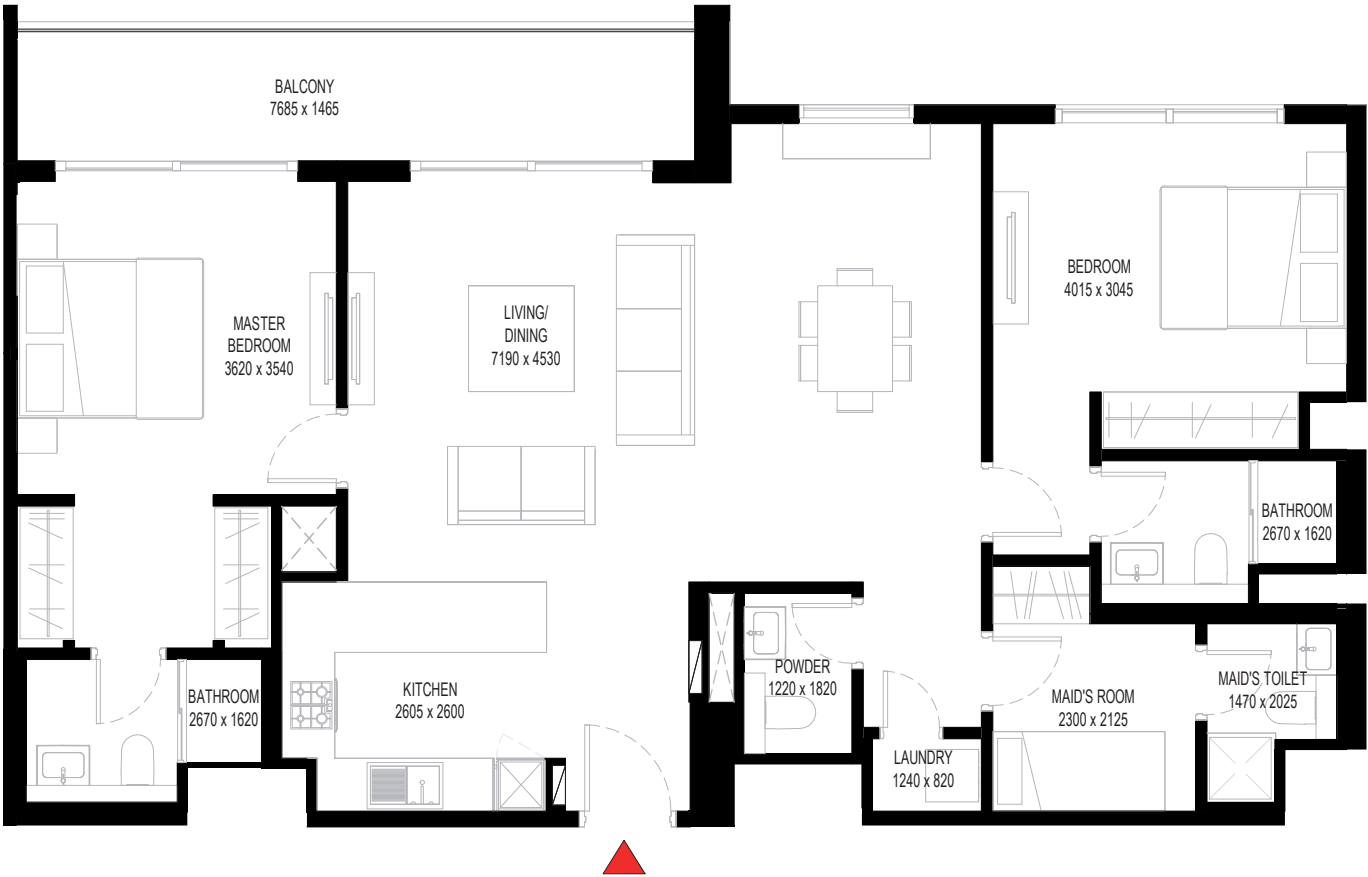 BALCONY
7685 x 1465
MASTER
BEDROOM
3620 x 3540
LIVING/
DINING
7190 x 4530
BEDROOM
4015 x 3045
BATHROOM
2670 x 1620
BATHROOM
2670 x 1620
KITCHEN
2605 x 2600
POWDER
1220 x 1820
LAUNDRY
1240 x 820
MAID'S ROOM
2300 x 2125
MAID'S TOILET
1470 x 2025